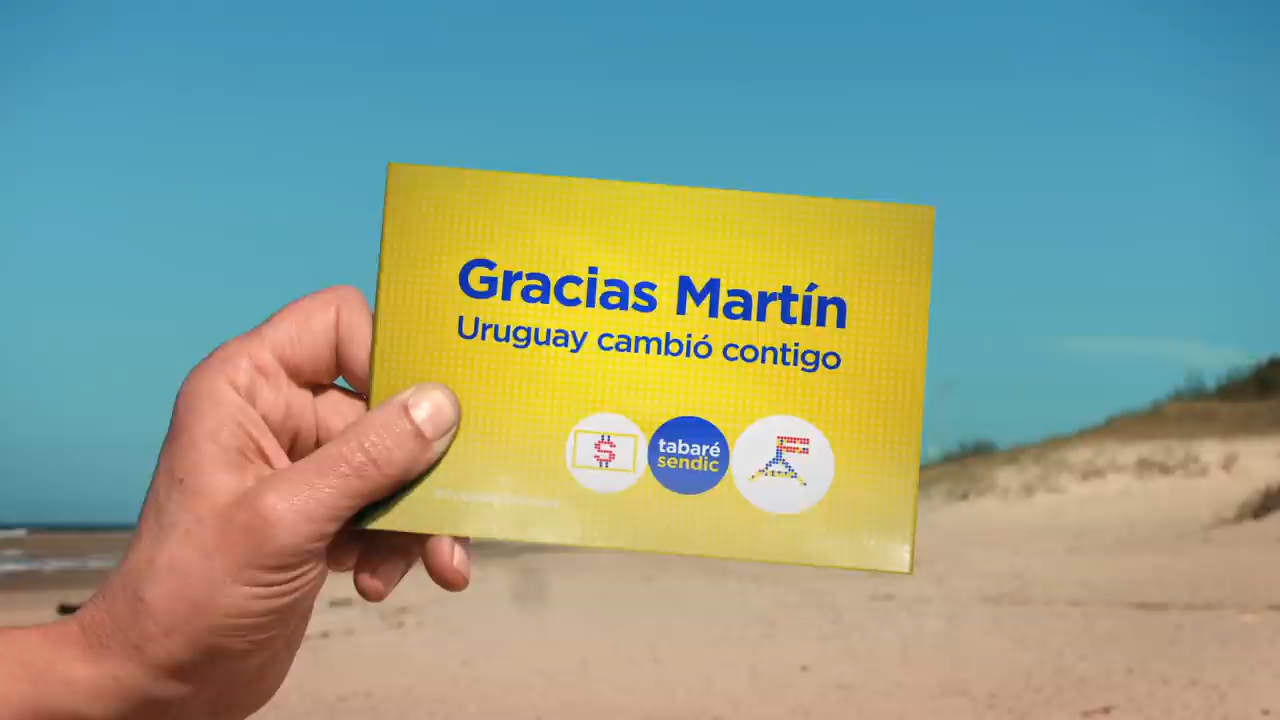 Gracias Martín
Uruguay cambió contigo
$
tabaré
sendic
F A